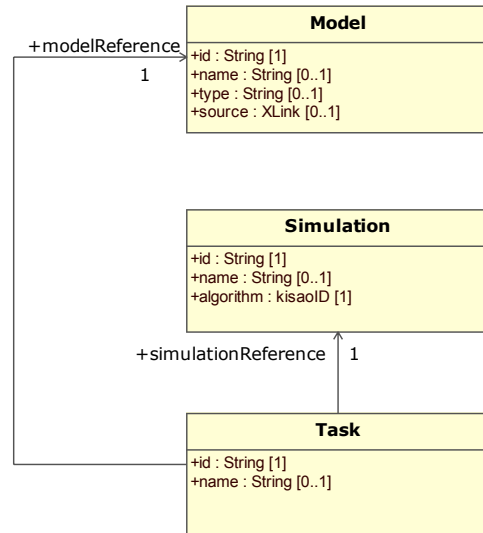 Model
+modelReference
+id : String [1]
1
+name : String [0..1]
+type : String [0..1]
+source : XLink [0..1]
Simulation
+id : String [1]
+name : String [0..1]
+algorithm : kisaoID [1]
+simulationReference 1
Task
+id : String [1]
+name : String [0..1]